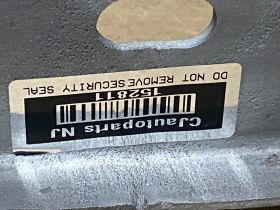 CJautoparts NJ
152811
DO NOT REMOVE SECURITY SEAL